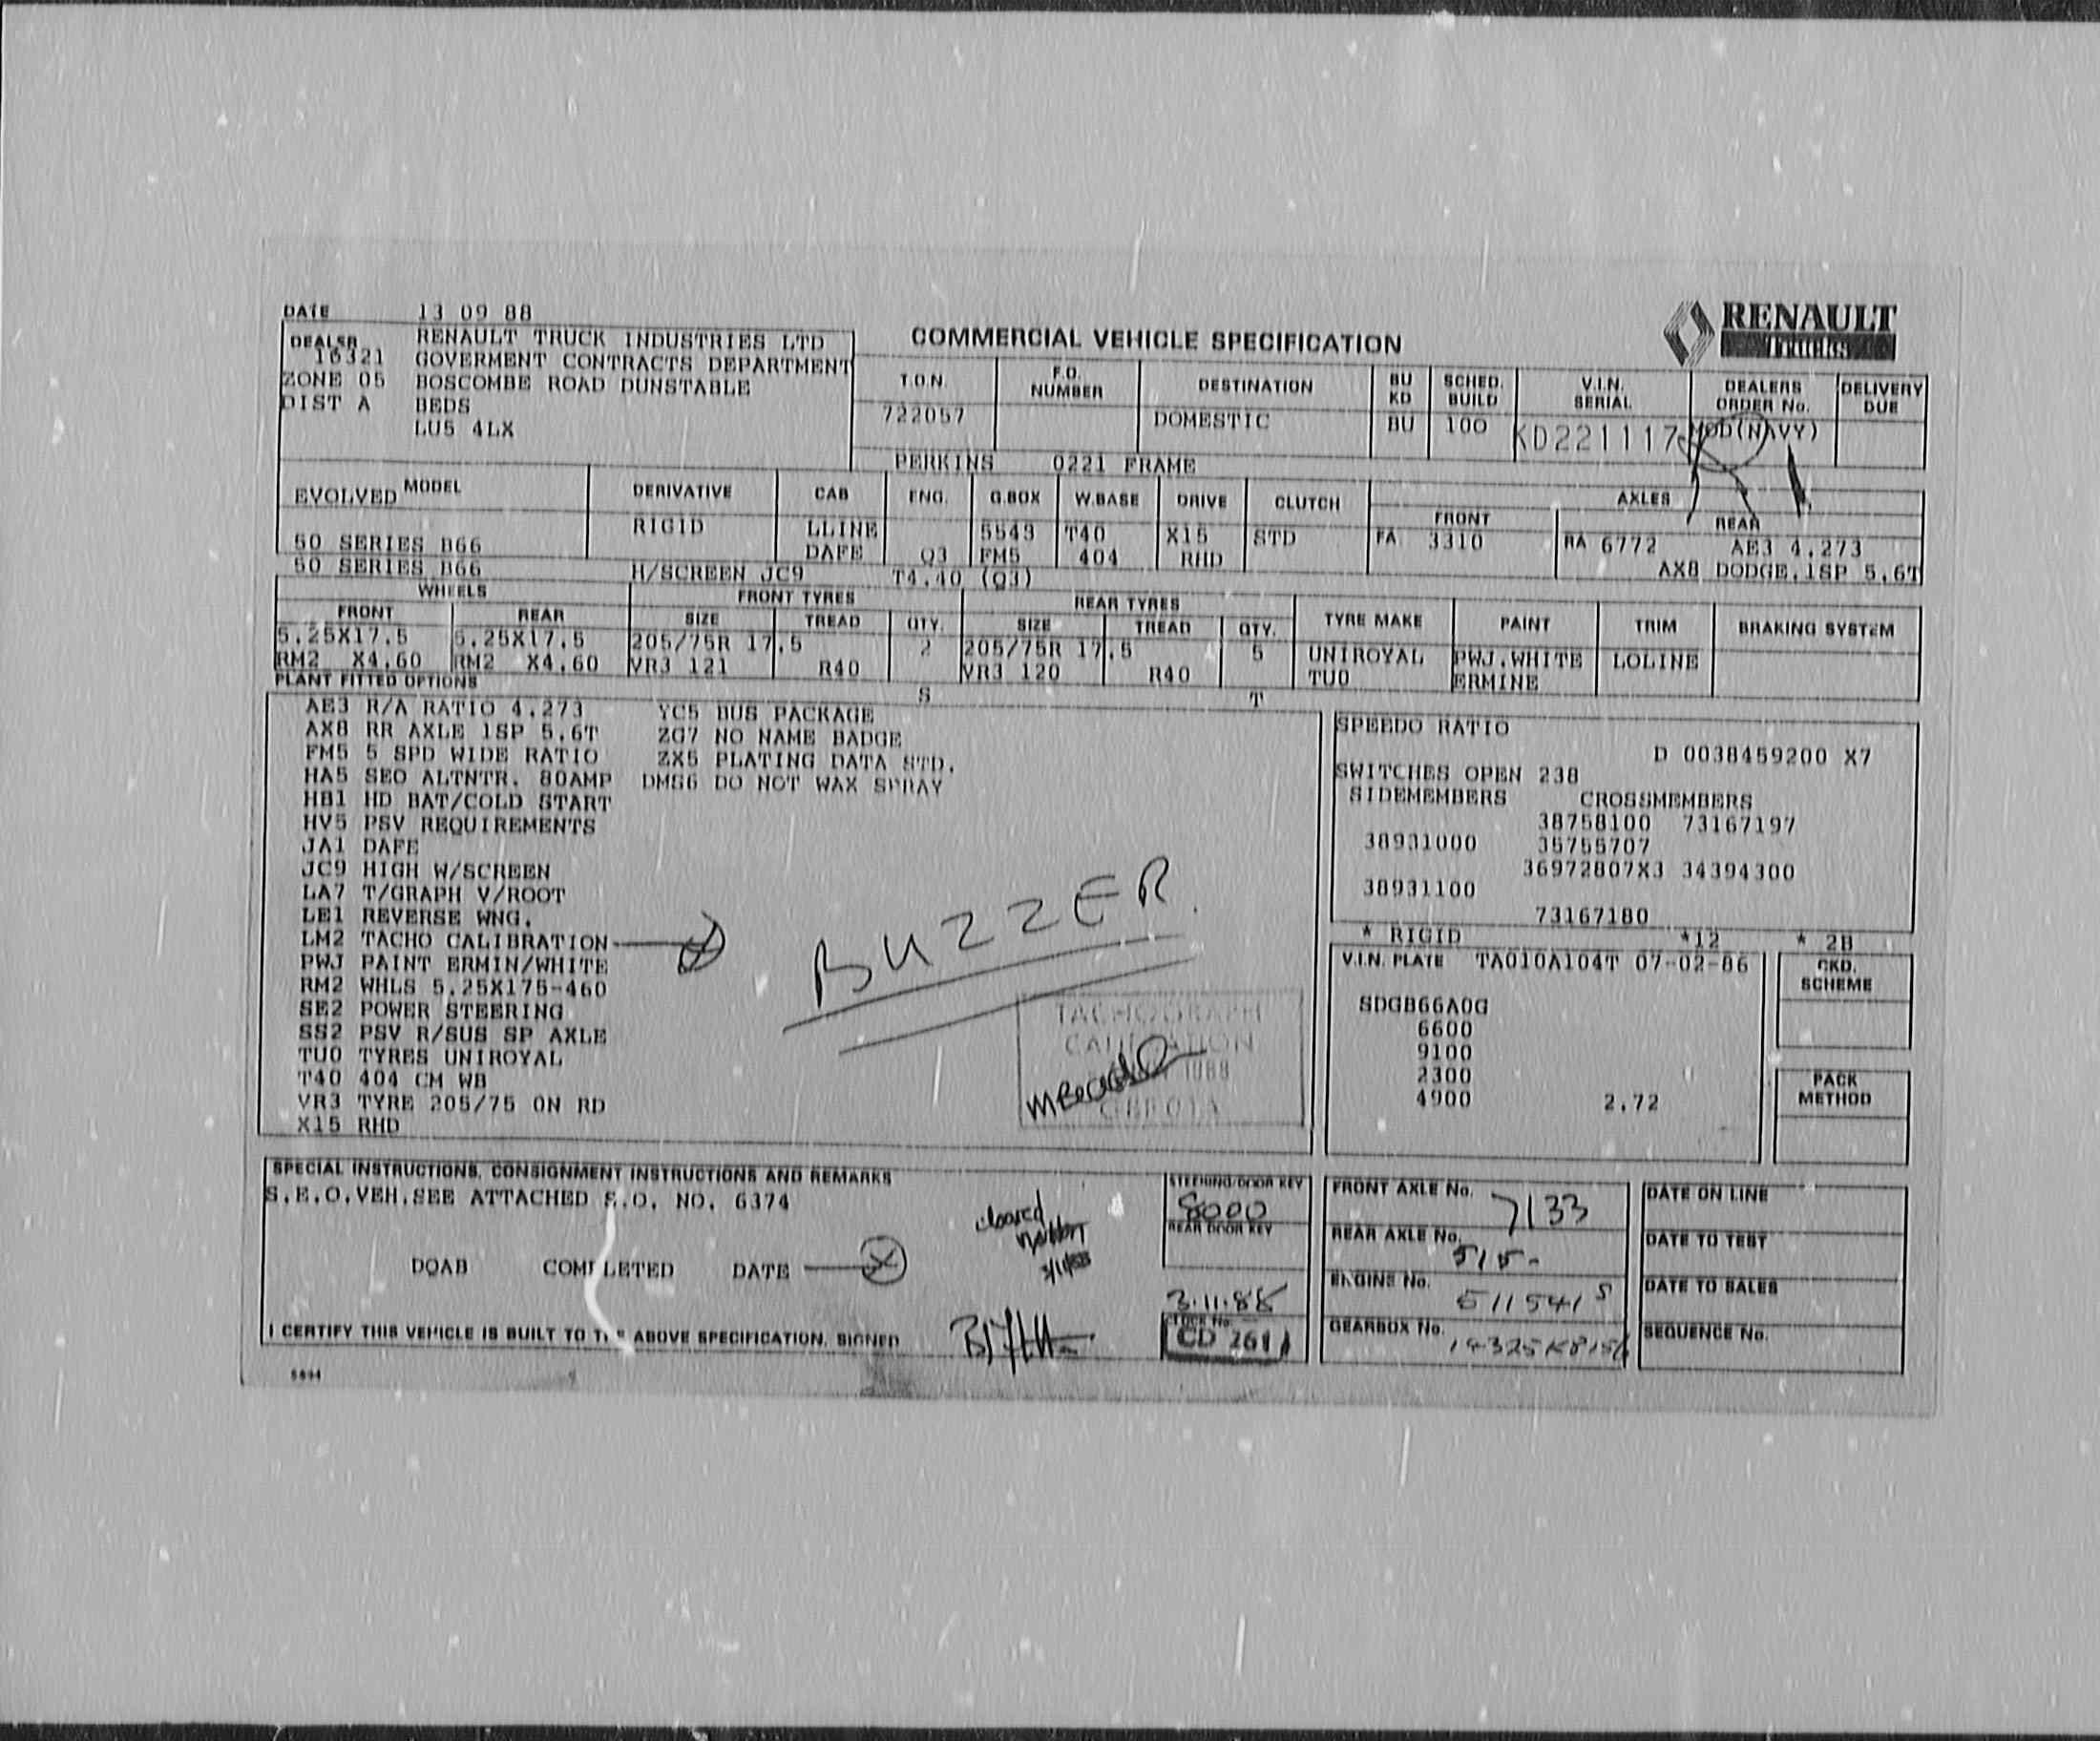 DATE 13 09 88
DEALER RENAULT TRUCK INDUSTRIES LTD
16321 GOVERMENT CONTRACTS DEPARTMENT
ZONE 05 BOSCOMBE ROAD DUNSTABLE
DIST A BEDS
LU5 4LX
COMMERCIAL VEHICLE SPECIFICATION
RENAULT
TRUCKS
T.O.N. F.O. NUMBER DESTINATION BU KD SCHED. BUILD V.I.N. SERIAL DEALERS ORDER No. DELIVERY DUE
722057 DOMESTIC BU 100 KD221117 MOD(NAVY)
PERKINS 0221 FRAME
EVOLVED MODEL DERIVATIVE CAB ENG. G.BOX W.BASE DRIVE CLUTCH AXLES
FRONT REAR
50 SERIES B66 RIGID LLINE 5543 T40 X15 STD FA 3310 RA 6772 AE3 4.273
50 SERIES B66 DAFE Q3 FM5 404 RHD AX8 DODGE.1SP 5.6T
H/SCREEN JC9 T4.40 (Q3)
WHEELS FRONT TYRES REAR TYRES
FRONT REAR SIZE TREAD QTY. SIZE TREAD QTY. TYRE MAKE PAINT TRIM BRAKING SYSTEM
5.25X17.5 5.25X17.5 205/75R 17.5 2 205/75R 17.5 5 UNIROYAL PWJ.WHITE LOLINE
RM2 X4.60 RM2 X4.60 VR3 121 R40 VR3 120 R40 TU0 ERMINE
PLANT FITTED OPTIONS S T
AE3 R/A RATIO 4.273 YC5 BUS PACKAGE
AX8 RR AXLE 1SP 5.6T ZG7 NO NAME BADGE
FM5 5 SPD WIDE RATIO ZX5 PLATING DATA STD.
HA5 SEO ALTNTR. 80AMP DMS6 DO NOT WAX SPRAY
HB1 HD BAT/COLD START
HV5 PSV REQUIREMENTS
JA1 DAFE
JC9 HIGH W/SCREEN
LA7 T/GRAPH V/ROOT
LE1 REVERSE WNG.
LM2 TACHO CALIBRATION
PWJ PAINT ERMIN/WHITE
RM2 WHLS 5.25X175-460
SE2 POWER STEERING
SS2 PSV R/SUS SP AXLE
TU0 TYRES UNIROYAL
T40 404 CM WB
VR3 TYRE 205/75 ON RD
X15 RHD
BUZZER.
TACHOGRAPH
CALIBRATION
1988
SPEEDO RATIO
D 0038459200 X7
SWITCHES OPEN 238
SIDEMEMBERS CROSSMEMBERS
38758100 73167197
38931000 35755707
36972807X3 34394300
38931100
73167180
* RIGID *12 * 2B
V.I.N. PLATE TA010A104T 07-02-86
SDGB66A0G
6600
9100
2300
4900 2.72
CKD. SCHEME
PACK METHOD
SPECIAL INSTRUCTIONS, CONSIGNMENT INSTRUCTIONS AND REMARKS
S.E.O.VEH.SEE ATTACHED S.O. NO. 6374
DOAB COMPLETED DATE
cleared
I CERTIFY THIS VEHICLE IS BUILT TO THE ABOVE SPECIFICATION. SIGNED
STEERING/DOOR KEY
8000
REAR DOOR KEY
3.11.88
CD 261
FRONT AXLE No. 7133
REAR AXLE No. 515-
ENGINE No. 511541 S
GEARBOX No.
DATE ON LINE
DATE TO TEST
DATE TO SALES
SEQUENCE No.